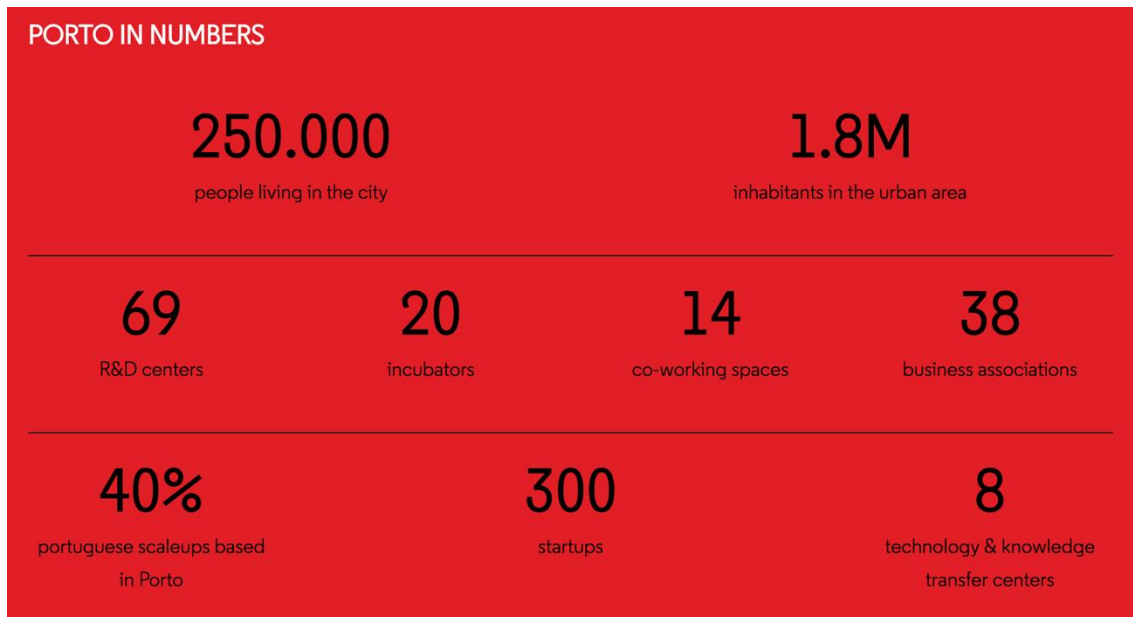 PORTO IN NUMBERS
250.000
people living in the city
1.8M
inhabitants in the urban area
69
R&D centers
20
incubators
14
co-working spaces
38
business associations
40%
portuguese scaleups based
in Porto
300
startups
8
technology & knowledge
transfer centers